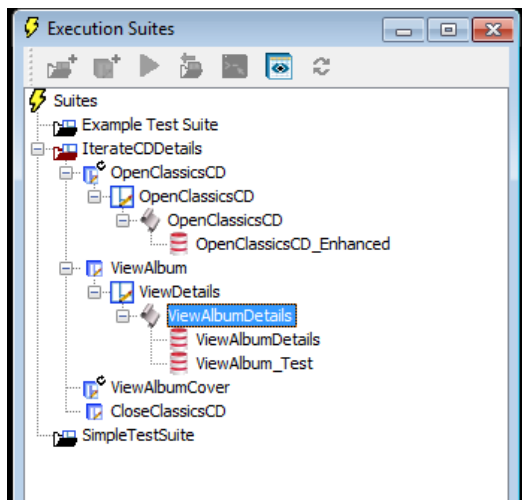 Execution Suites
Suites
Example Test Suite
IterateCDDetails
OpenClassicsCD
OpenClassicsCD
OpenClassicsCD
OpenClassicsCD_Enhanced
ViewAlbum
ViewDetails
ViewAlbumDetails
ViewAlbumDetails
ViewAlbum_Test
ViewAlbumCover
CloseClassicsCD
SimpleTestSuite